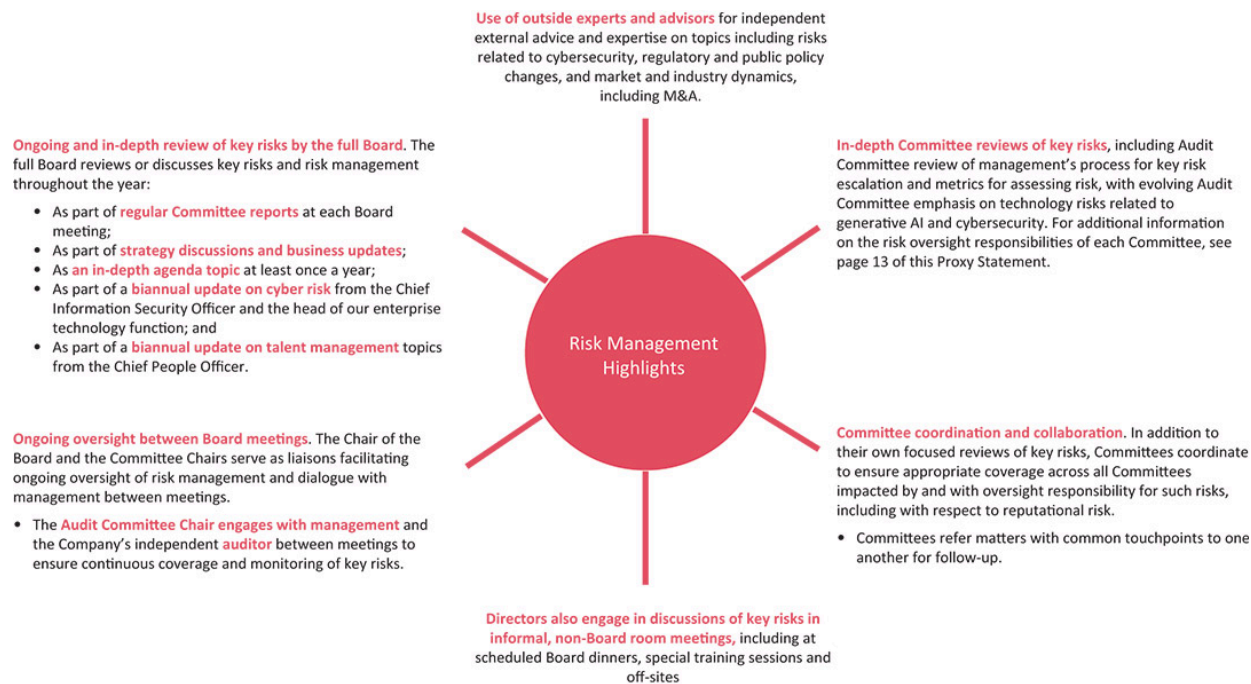 Use of outside experts and advisors for independent
external advice and expertise on topics including risks
related to cybersecurity, regulatory and public policy
changes, and market and industry dynamics,
including M&A.
Ongoing and in-depth review of key risks by the full Board. The
full Board reviews or discusses key risks and risk management
throughout the year:
• As part of regular Committee reports at each Board
meeting;
• As part of strategy discussions and business updates;
• As an in-depth agenda topic at least once a year;
• As part of a biannual update on cyber risk from the Chief
Information Security Officer and the head of our enterprise
technology function; and
• As part of a biannual update on talent management topics
from the Chief People Officer.
In-depth Committee reviews of key risks, including Audit
Committee review of management's process for key risk
escalation and metrics for assessing risk, with evolving Audit
Committee emphasis on technology risks related to
generative AI and cybersecurity. For additional information
on the risk oversight responsibilities of each Committee, see
page 13 of this Proxy Statement.
Risk Management
Highlights
Ongoing oversight between Board meetings. The Chair of the
Board and the Committee Chairs serve as liaisons facilitating
ongoing oversight of risk management and dialogue with
management between meetings.
• The Audit Committee Chair engages with management and
the Company's independent auditor between meetings to
ensure continuous coverage and monitoring of key risks.
Committee coordination and collaboration. In addition to
their own focused reviews of key risks, Committees coordinate
to ensure appropriate coverage across all Committees
impacted by and with oversight responsibility for such risks,
including with respect to reputational risk.
• Committees refer matters with common touchpoints to one
another for follow-up.
Directors also engage in discussions of key risks in
informal, non-Board room meetings, including at
scheduled Board dinners, special training sessions and
off-sites